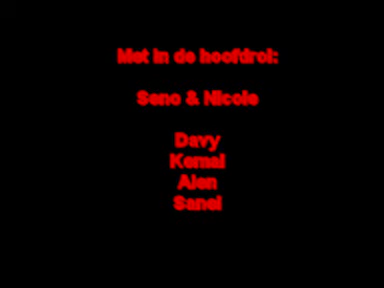 Met in de hoofdrol:
Seno & Nicole
Davy
Kemal
Alen
Sanel